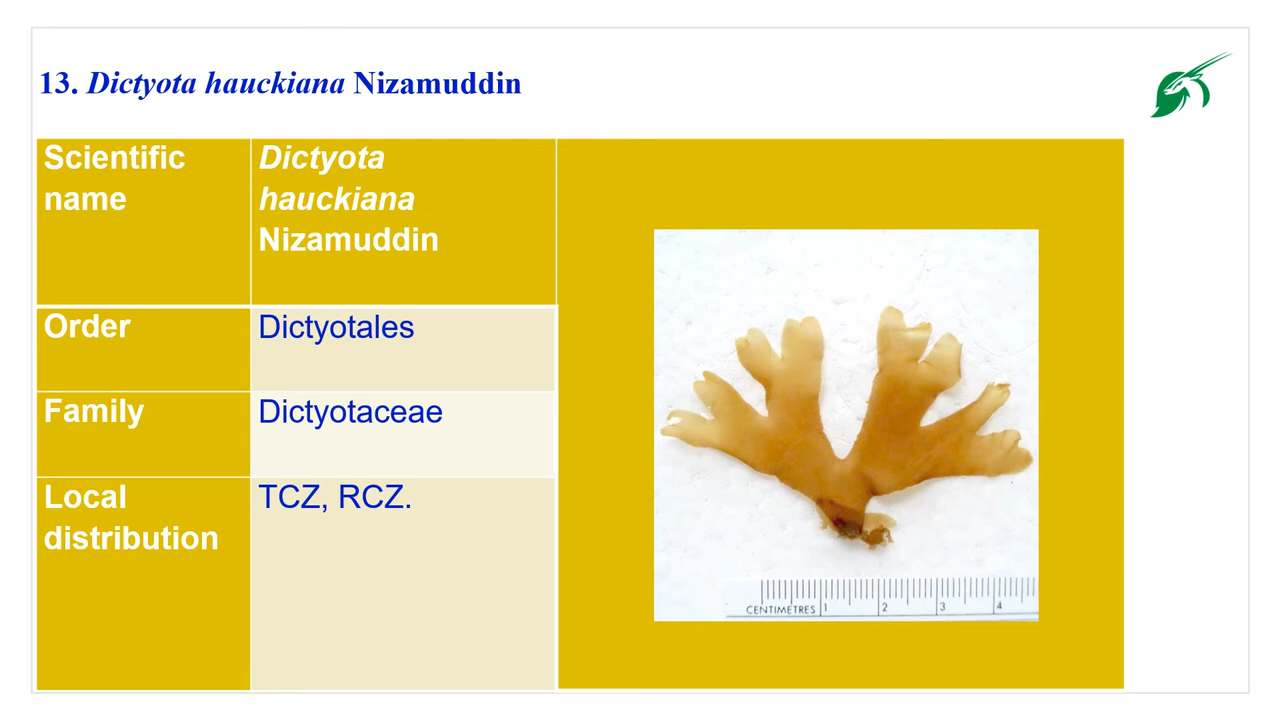 13. Dictyota hauckiana Nizamuddin
Scientific
name
Dictyota
hauckiana
Nizamuddin
Order
Dictyotales
Family
Dictyotaceae
Local
distribution
TCZ, RCZ.
CENTIMETRES 1 2 3 4